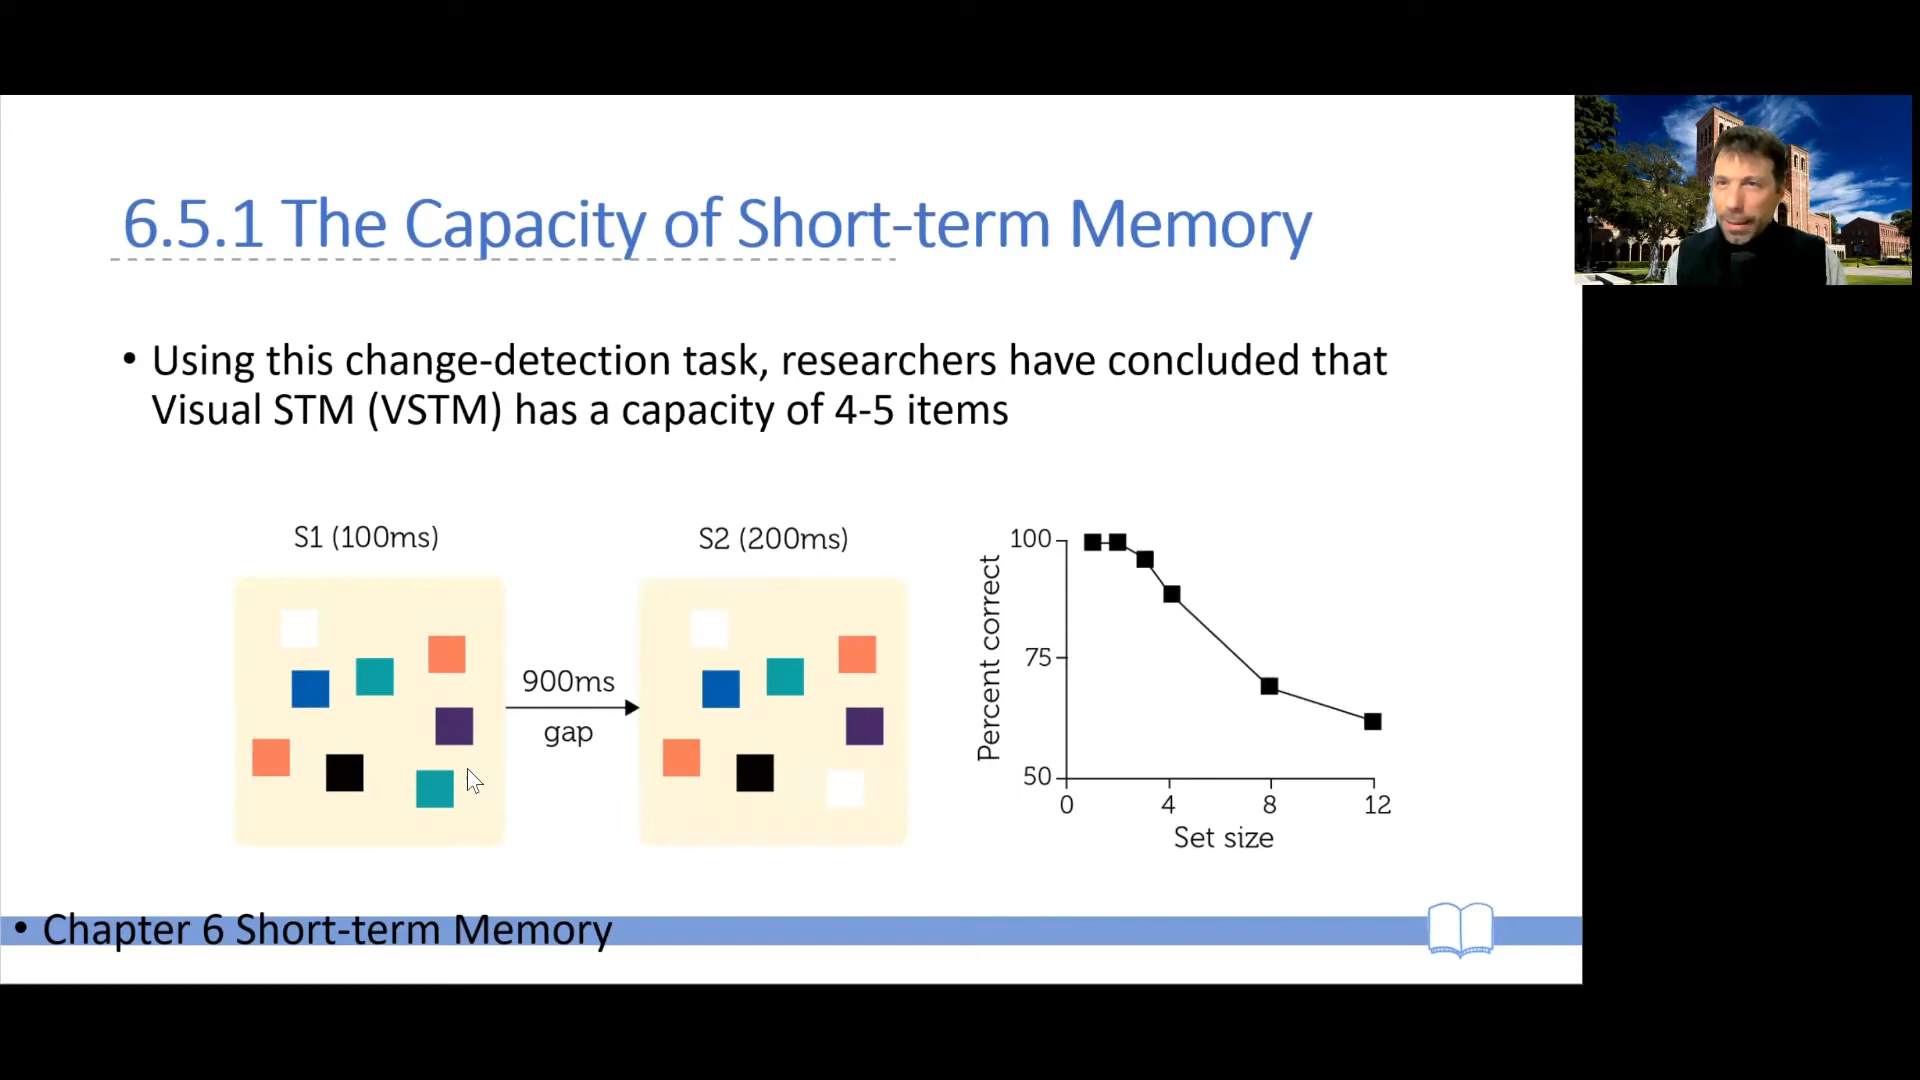 6.5.1 The Capacity of Short-term Memory
• Using this change-detection task, researchers have concluded that
Visual STM (VSTM) has a capacity of 4-5 items
S1 (100ms)
900ms
gap
S2 (200ms)
Percent correct
100
75
50
0 4 8 12
Set size
• Chapter 6 Short-term Memory